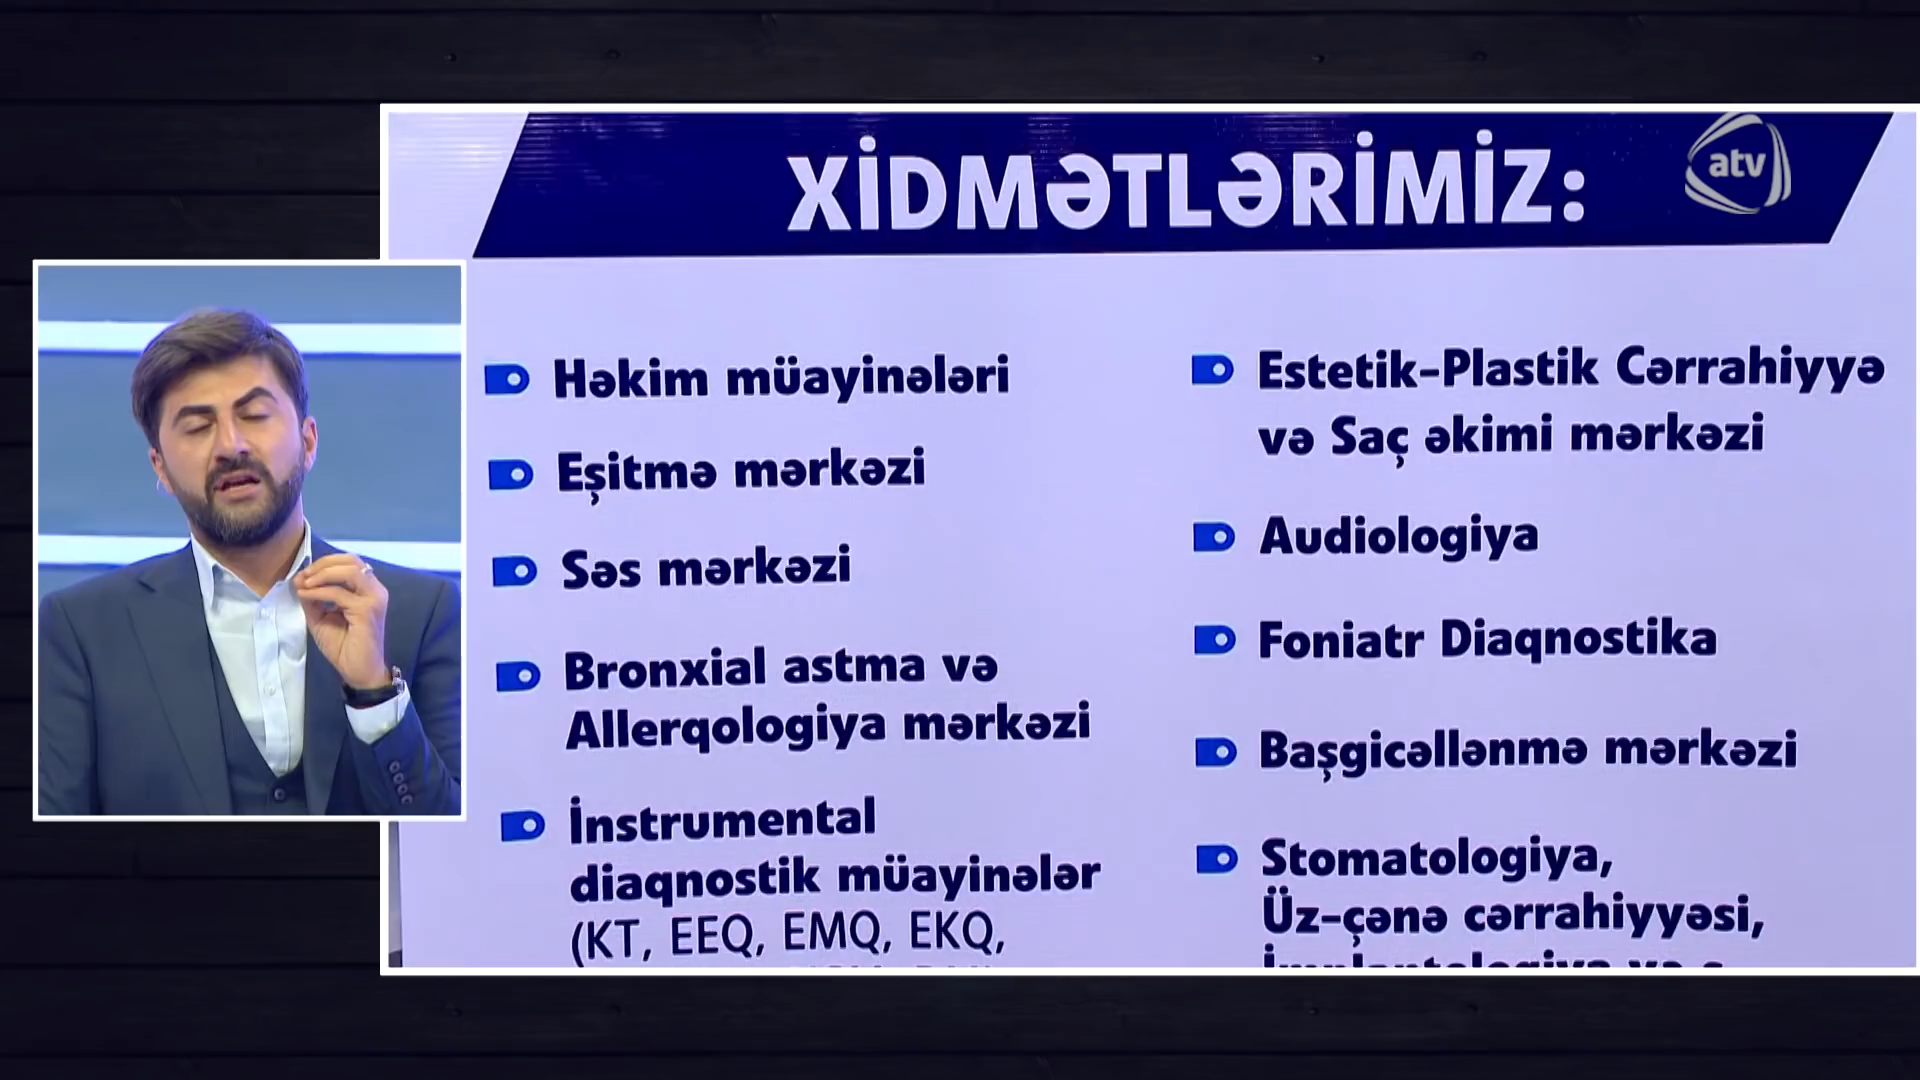 XİDMƏTLƏRİMİZ:
atv
Həkim müayinələri
Eşitmə mərkəzi
Səs mərkəzi
Bronxial astma və
Allerqologiya mərkəzi
İnstrumental
diaqnostik müayinələr
(KT, EEQ, EMQ, EKQ,
Estetik-Plastik Cərrahiyyə
və Saç əkimi mərkəzi
Audiologiya
Foniatr Diaqnostika
Başgicəllənmə mərkəzi
Stomatologiya,
Üz-çənə cərrahiyyəsi,
İmplantologiya və